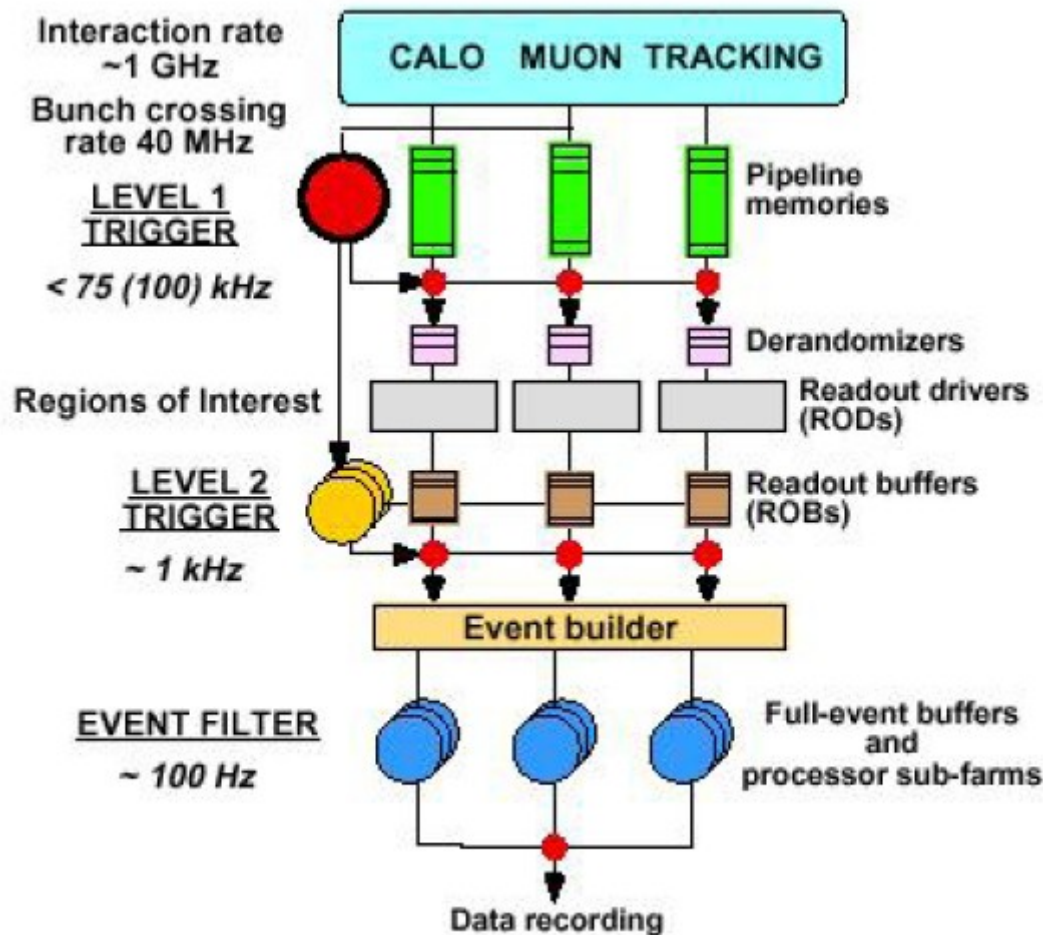 Interaction rate
~1 GHz
CALO MUON TRACKING
Bunch crossing
rate 40 MHz
LEVEL 1
TRIGGER
Pipeline
memories
< 75 (100) kHz
Derandomizers
Regions of Interest
Readout drivers
(RODs)
LEVEL 2
TRIGGER
Readout buffers
(ROBs)
~ 1 kHz
Event builder
EVENT FILTER
~ 100 Hz
Full-event buffers
and
processor sub-farms
Data recording